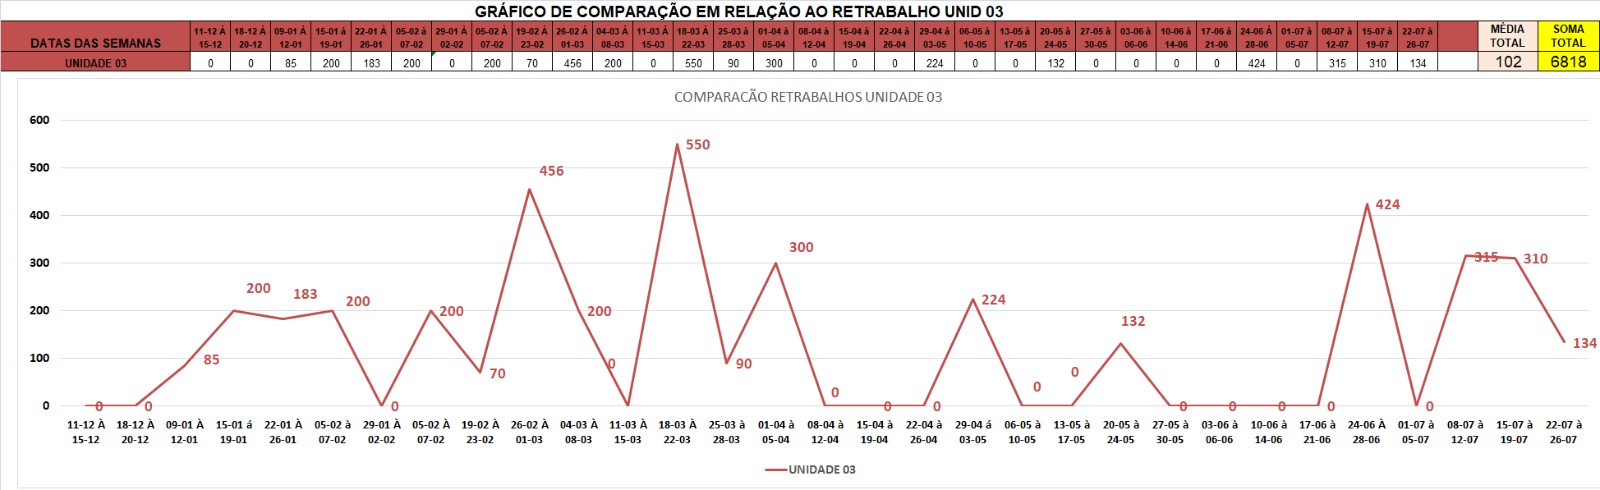 GRÁFICO DE COMPARAÇÃO EM RELAÇÃO AO RETRABALHO UNID 03
DATAS DAS SEMANAS 11-12 À 15-12 18-12 À 20-12 09-01 À 12-01 15-01 à 19-01 22-01 À 26-01 05-02 à 07-02 29-01 À 02-02 05-02 à 07-02 19-02 À 23-02 26-02 À 01-03 04-03 À 08-03 11-03 À 15-03 18-03 À 22-03 25-03 à 28-03 01-04 à 05-04 08-04 à 12-04 15-04 à 19-04 22-04 à 26-04 29-04 à 03-05 06-05 à 10-05 13-05 à 17-05 20-05 à 24-05 27-05 à 30-05 03-06 à 06-06 10-06 à 14-06 17-06 à 21-06 24-06 À 28-06 01-07 à 05-07 08-07 à 12-07 15-07 à 19-07 22-07 à 26-07 MÉDIA TOTAL SOMA TOTAL
UNIDADE 03 0 0 85 200 183 200 0 200 70 456 200 0 550 90 300 0 0 0 224 0 0 132 0 0 0 0 424 0 315 310 134 102 6818
COMPARACÃO RETRABALHOS UNIDADE 03
600
500
400
300
200
100
0
0 0 85 200 183 200 0 200 70 456 200 0 550 90 300 0 0 0 224 0 0 132 0 0 0 0 424 0 315 310 134
11-12 À 18-12 À 09-01 À 15-01 á 22-01 À 05-02 à 29-01 À 05-02 à 19-02 À 26-02 À 04-03 À 11-03 À 18-03 À 25-03 à 01-04 à 08-04 à 15-04 à 22-04 à 29-04 á 06-05 à 13-05 à 20-05 à 27-05 à 03-06 à 10-06 à 17-06 à 24-06 À 01-07 à 08-07 à 15-07 à 22-07 à
15-12 20-12 12-01 19-01 26-01 07-02 02-02 07-02 23-02 01-03 08-03 15-03 22-03 28-03 05-04 12-04 19-04 26-04 03-05 10-05 17-05 24-05 30-05 06-06 14-06 21-06 28-06 05-07 12-07 19-07 26-07
UNIDADE 03